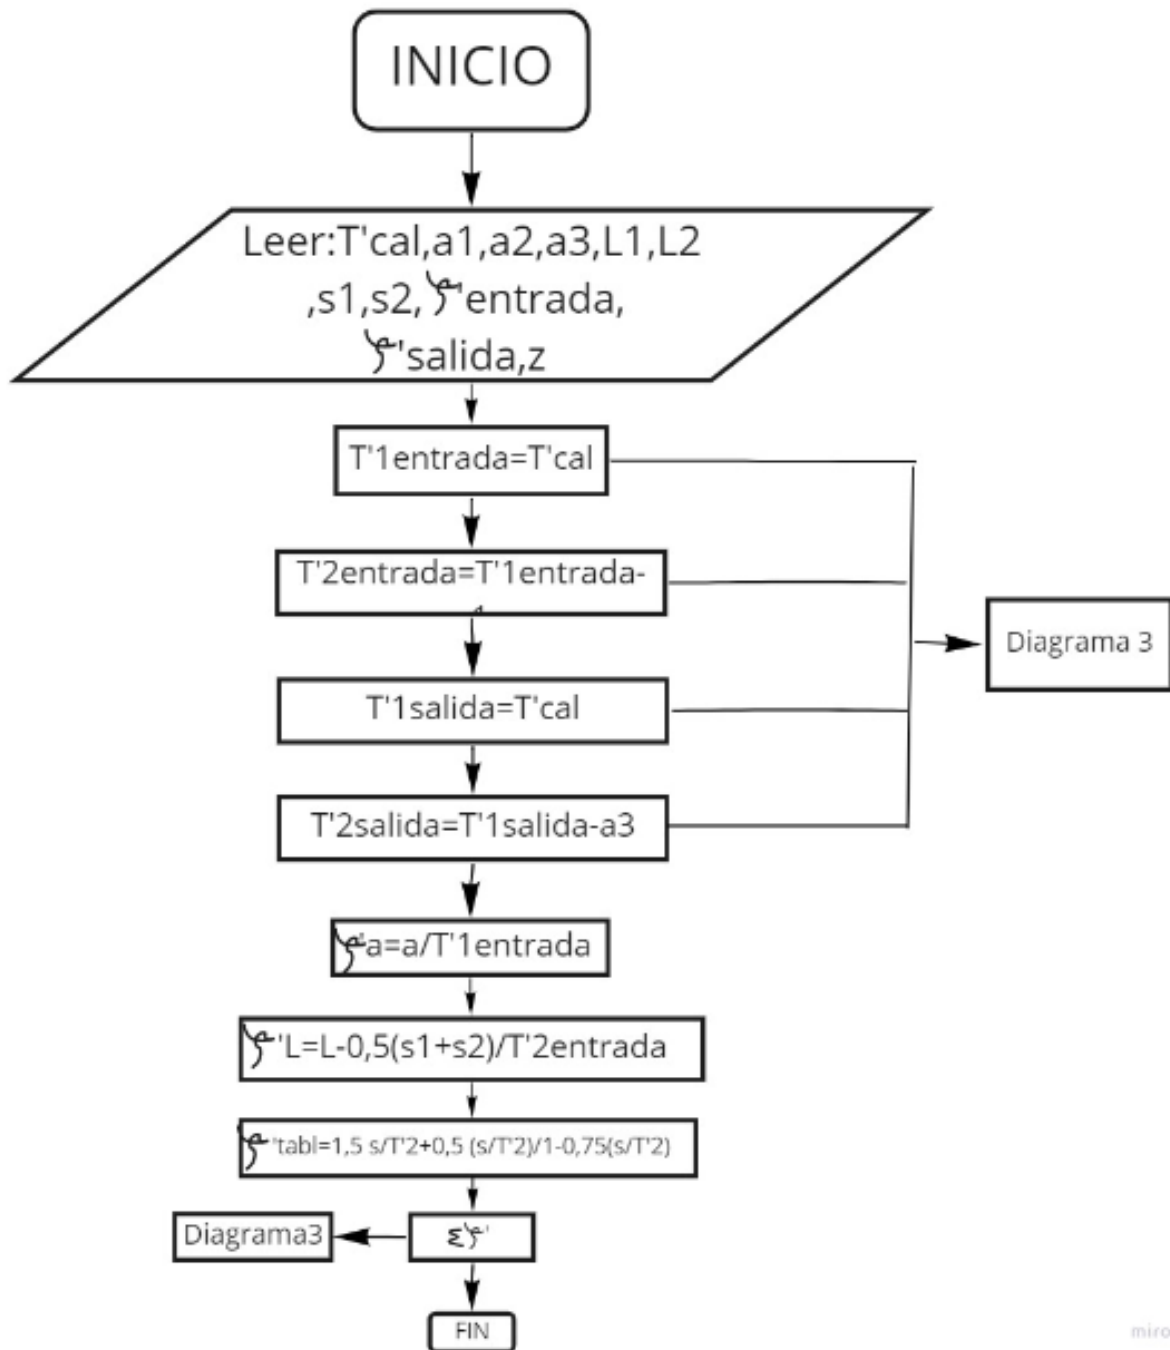 INICIO
Leer:T'cal,a1,a2,a3,L1,L2
,s1,s2,ξ'entrada,
ξ'salida,z
T'1entrada=T'cal
T'2entrada=T'1entrada-
Diagrama 3
T'1salida=T'cal
T'2salida=T'1salida-a3
ξ'a=a/T'1entrada
ξ'L=L-0,5(s1+s2)/T'2entrada
ξ'tabl=1,5 s/T'2+0,5 (s/T'2)/1-0,75(s/T'2)
Diagrama3
Σξ'
FIN
miro